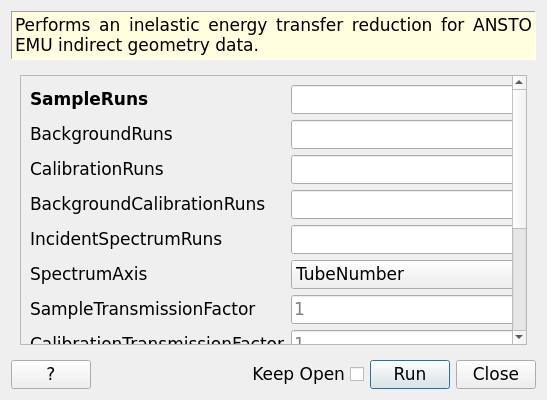 Performs an inelastic energy transfer reduction for ANSTO
EMU indirect geometry data.
SampleRuns
BackgroundRuns
CalibrationRuns
BackgroundCalibrationRuns
IncidentSpectrumRuns
SpectrumAxis TubeNumber
SampleTransmissionFactor 1
CalibrationTransmissionFactor 1
? Keep Open Run Close